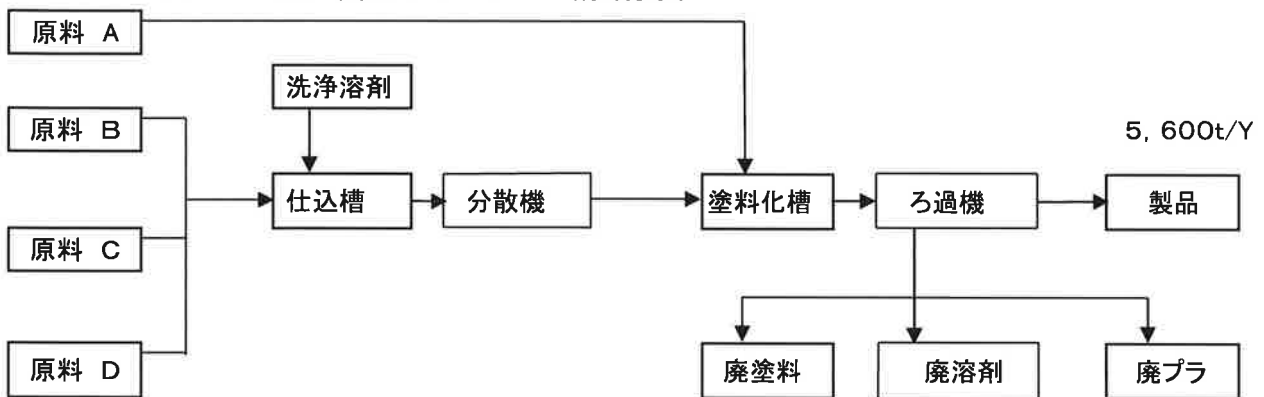 原料 A
洗浄溶剤
原料 B
5, 600t/Y
仕込槽
分散機
塗料化槽
ろ過機
製品
原料 C
原料 D
廃塗料
廃溶剤
廃プラ